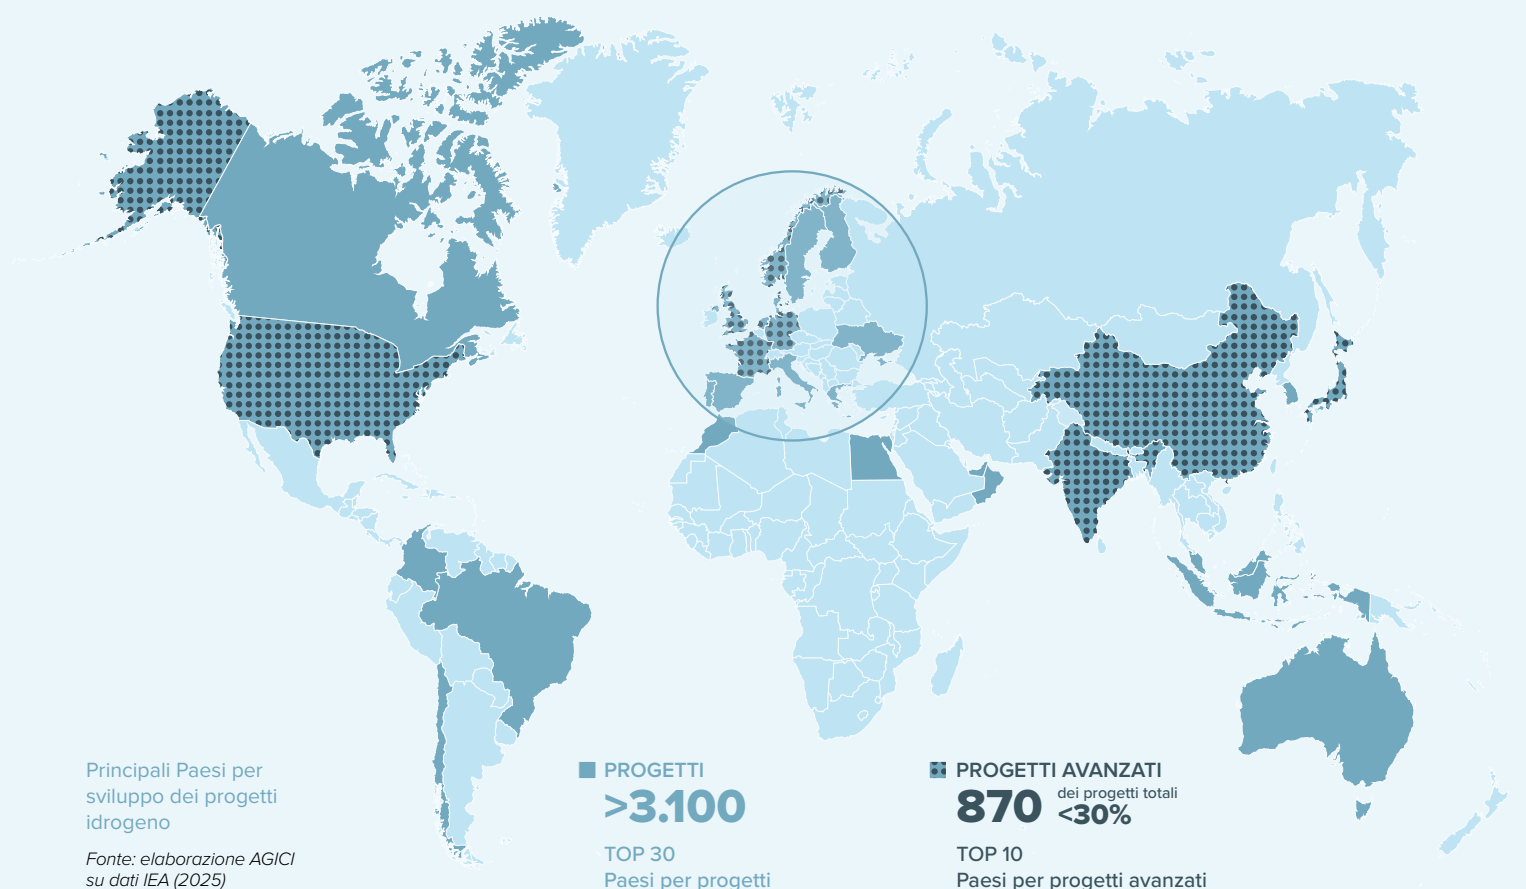 Principali Paesi per
sviluppo dei progetti
idrogeno
Fonte: elaborazione AGICI
su dati IEA (2025)
PROGETTI
>3.100
TOP 30
Paesi per progetti
PROGETTI AVANZATI
870
dei progetti totali
<30%
TOP 10
Paesi per progetti avanzati